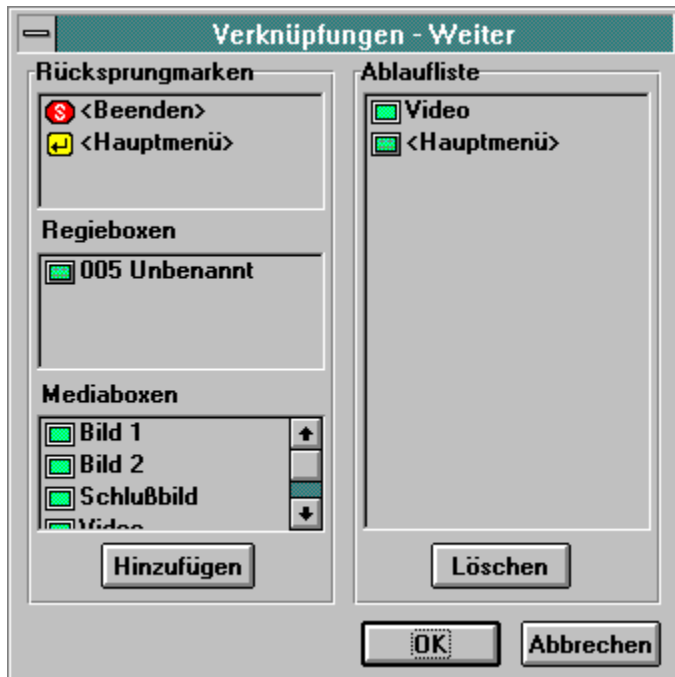 Verknüpfungen - Weiter
Rücksprungmarken
<Beenden>
<Hauptmenü>
Regieboxen
005 Unbenannt
Mediaboxen
Bild 1
Bild 2
Schlußbild
Video
Hinzufügen
Ablaufliste
Video
<Hauptmenü>
Löschen
OK
Abbrechen